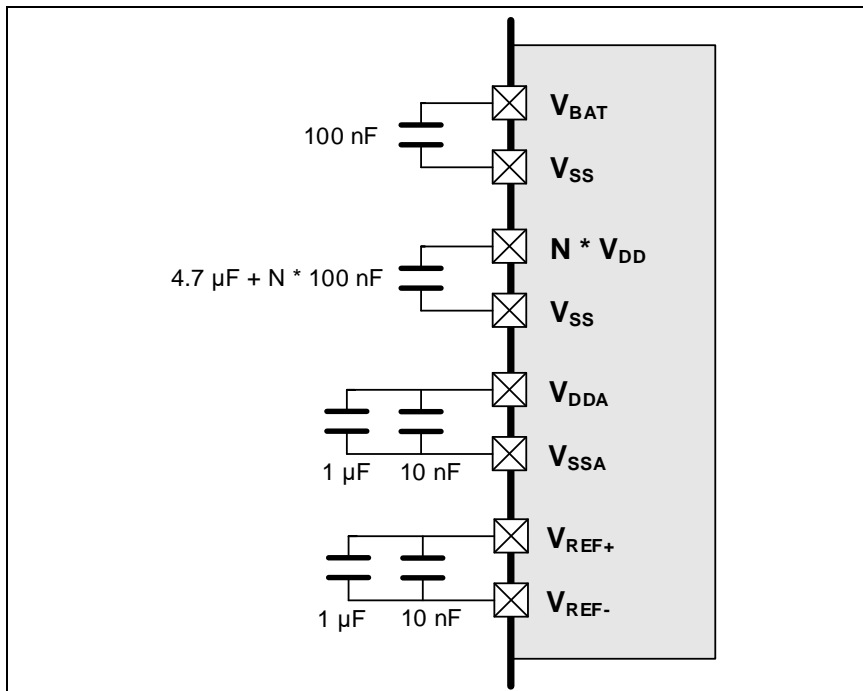 V_BAT
100 nF
V_SS
N * V_DD
4.7 µF + N * 100 nF
V_SS
V_DDA
V_SSA
1 µF 10 nF
V_REF+
V_REF-
1 µF 10 nF